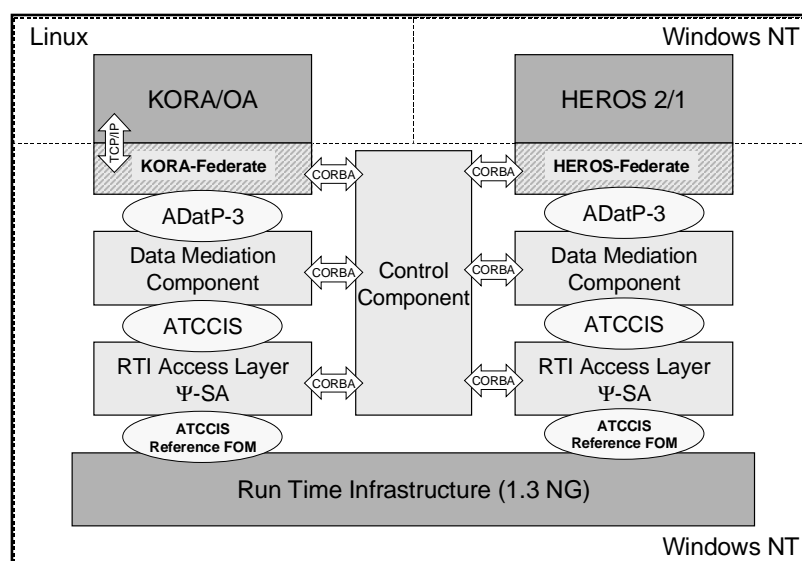 Linux
Windows NT
KORA/OA
HEROS 2/1
TCP/IP
KORA-Federate
CORBA
CORBA
HEROS-Federate
ADatP-3
ADatP-3
Data Mediation
Component
CORBA
Control
Component
CORBA
Data Mediation
Component
ATCCIS
ATCCIS
RTI Access Layer
Ψ-SA
CORBA
CORBA
RTI Access Layer
Ψ-SA
ATCCIS
Reference FOM
ATCCIS
Reference FOM
Run Time Infrastructure (1.3 NG)
Windows NT